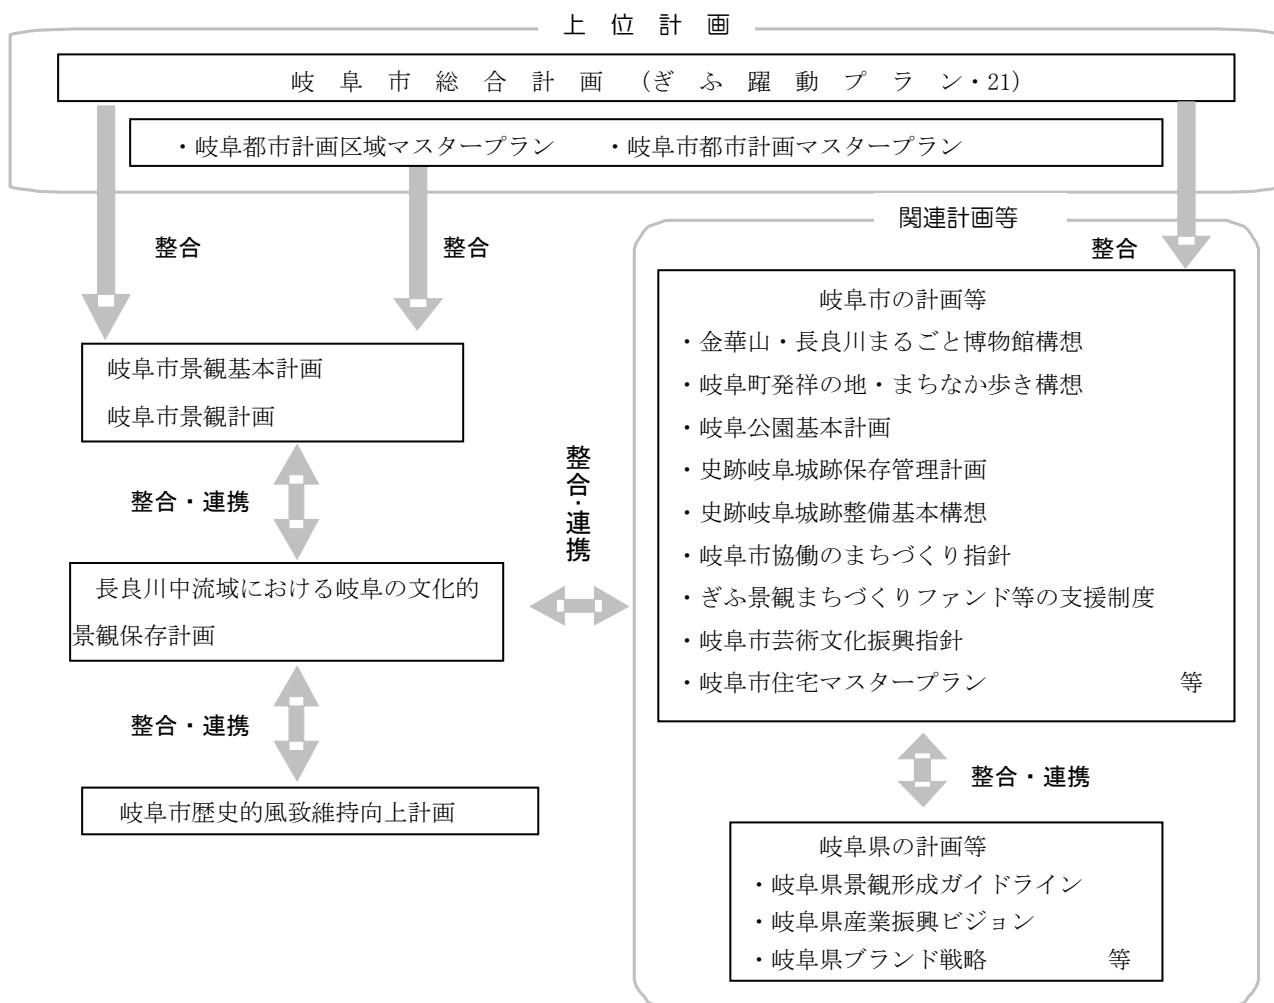 上位計画
岐阜市総合計画(ぎふ躍動プラン・21)
・岐阜都市計画区域マスタープラン　・岐阜市都市計画マスタープラン
整合
整合
岐阜市景観基本計画
岐阜市景観計画
整合・連携
長良川中流域における岐阜の文化的
景観保存計画
整合・連携
岐阜市歴史的風致維持向上計画
整合・連携
関連計画等
整合
岐阜市の計画等
・金華山・長良川まるごと博物館構想
・岐阜町発祥の地・まちなか歩き構想
・岐阜公園基本計画
・史跡岐阜城跡保存管理計画
・史跡岐阜城跡整備基本構想
・岐阜市協働のまちづくり指針
・ぎふ景観まちづくりファンド等の支援制度
・岐阜市芸術文化振興指針
・岐阜市住宅マスタープラン　等
整合・連携
岐阜県の計画等
・岐阜県景観形成ガイドライン
・岐阜県産業振興ビジョン
・岐阜県ブランド戦略　等